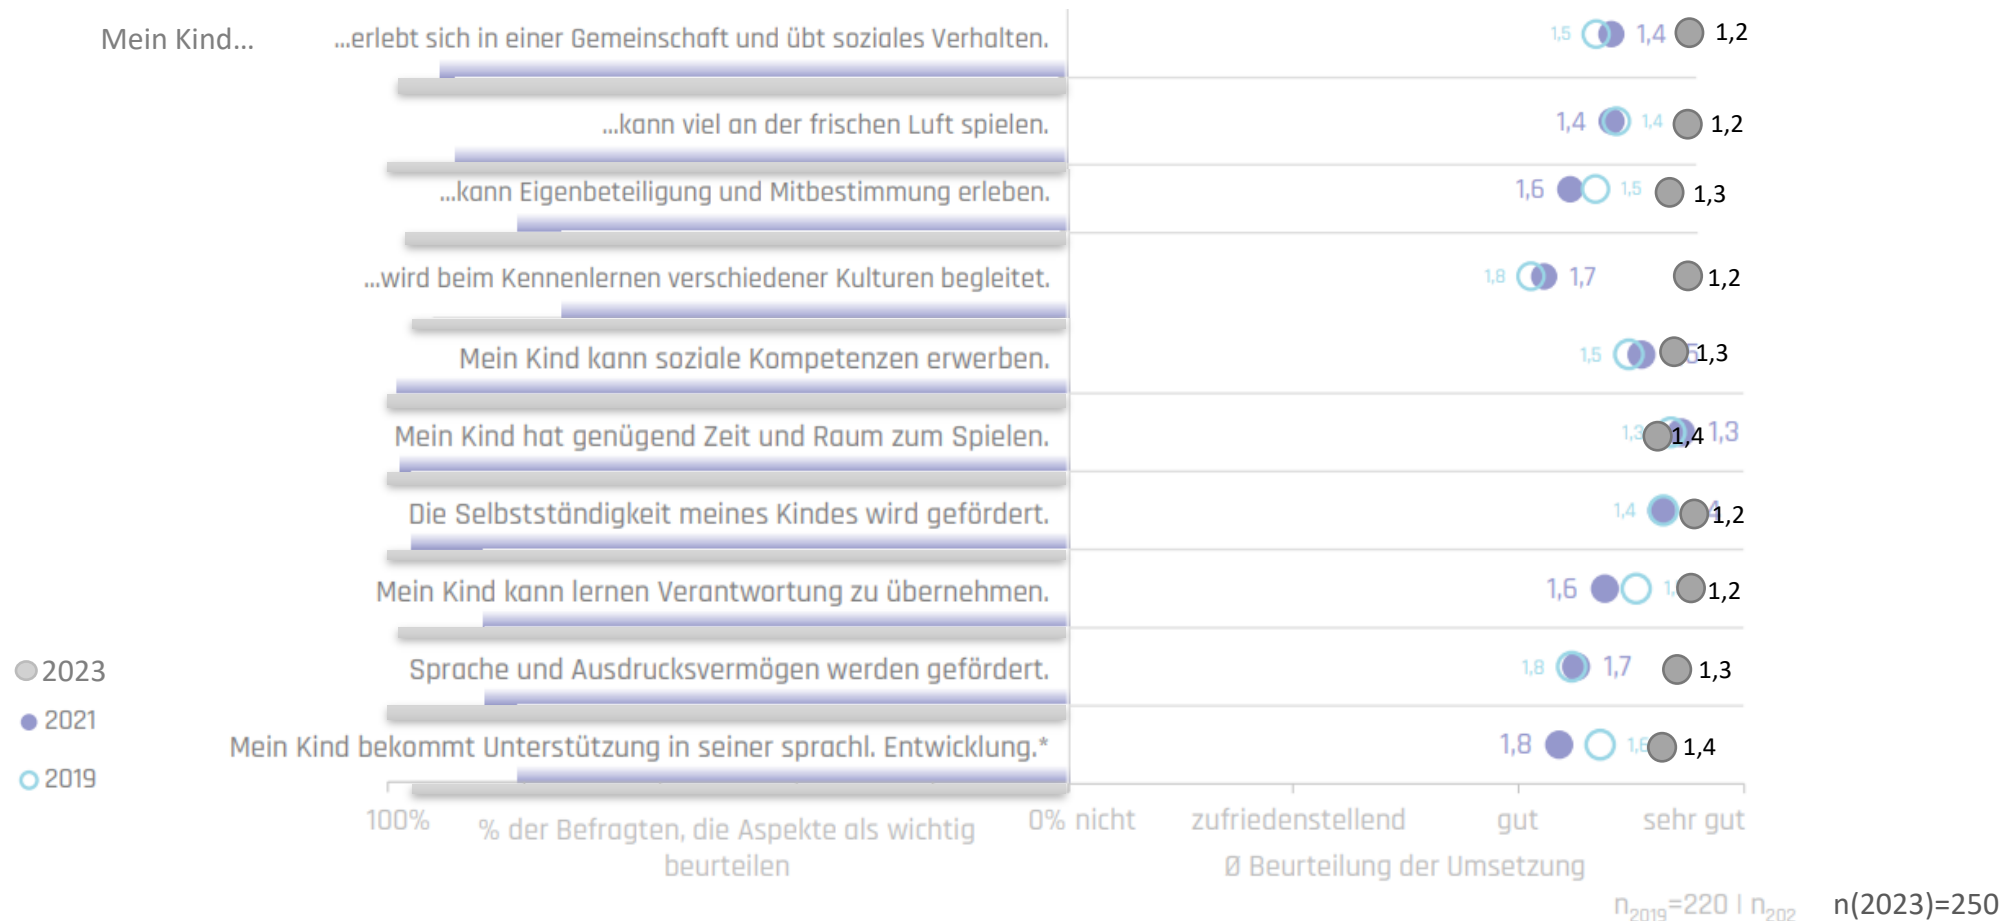 Mein Kind... ...erlebt sich in einer Gemeinschaft und übt soziales Verhalten. 1,5 1,4 1,2
...kann viel an der frischen Luft spielen. 1,4 1,4 1,2
...kann Eigenbeteiligung und Mitbestimmung erleben. 1,6 1,5 1,3
...wird beim Kennenlernen verschiedener Kulturen begleitet. 1,8 1,7 1,2
Mein Kind kann soziale Kompetenzen erwerben. 1,5 5 1,3
Mein Kind hat genügend Zeit und Raum zum Spielen. 1,3 1,4 1,3
Die Selbstständigkeit meines Kindes wird gefördert. 1,4 4 1,2
Mein Kind kann lernen Verantwortung zu übernehmen. 1,6 1, 1,2
Sprache und Ausdrucksvermögen werden gefördert. 1,8 1,7 1,3
Mein Kind bekommt Unterstützung in seiner sprachl. Entwicklung.* 1,8 1,6 1,4
2023
2021
2019
100% % der Befragten, die Aspekte als wichtig 0% nicht zufriedenstellend gut sehr gut
beurteilen Ø Beurteilung der Umsetzung
n2019=220 I n202 n(2023)=250